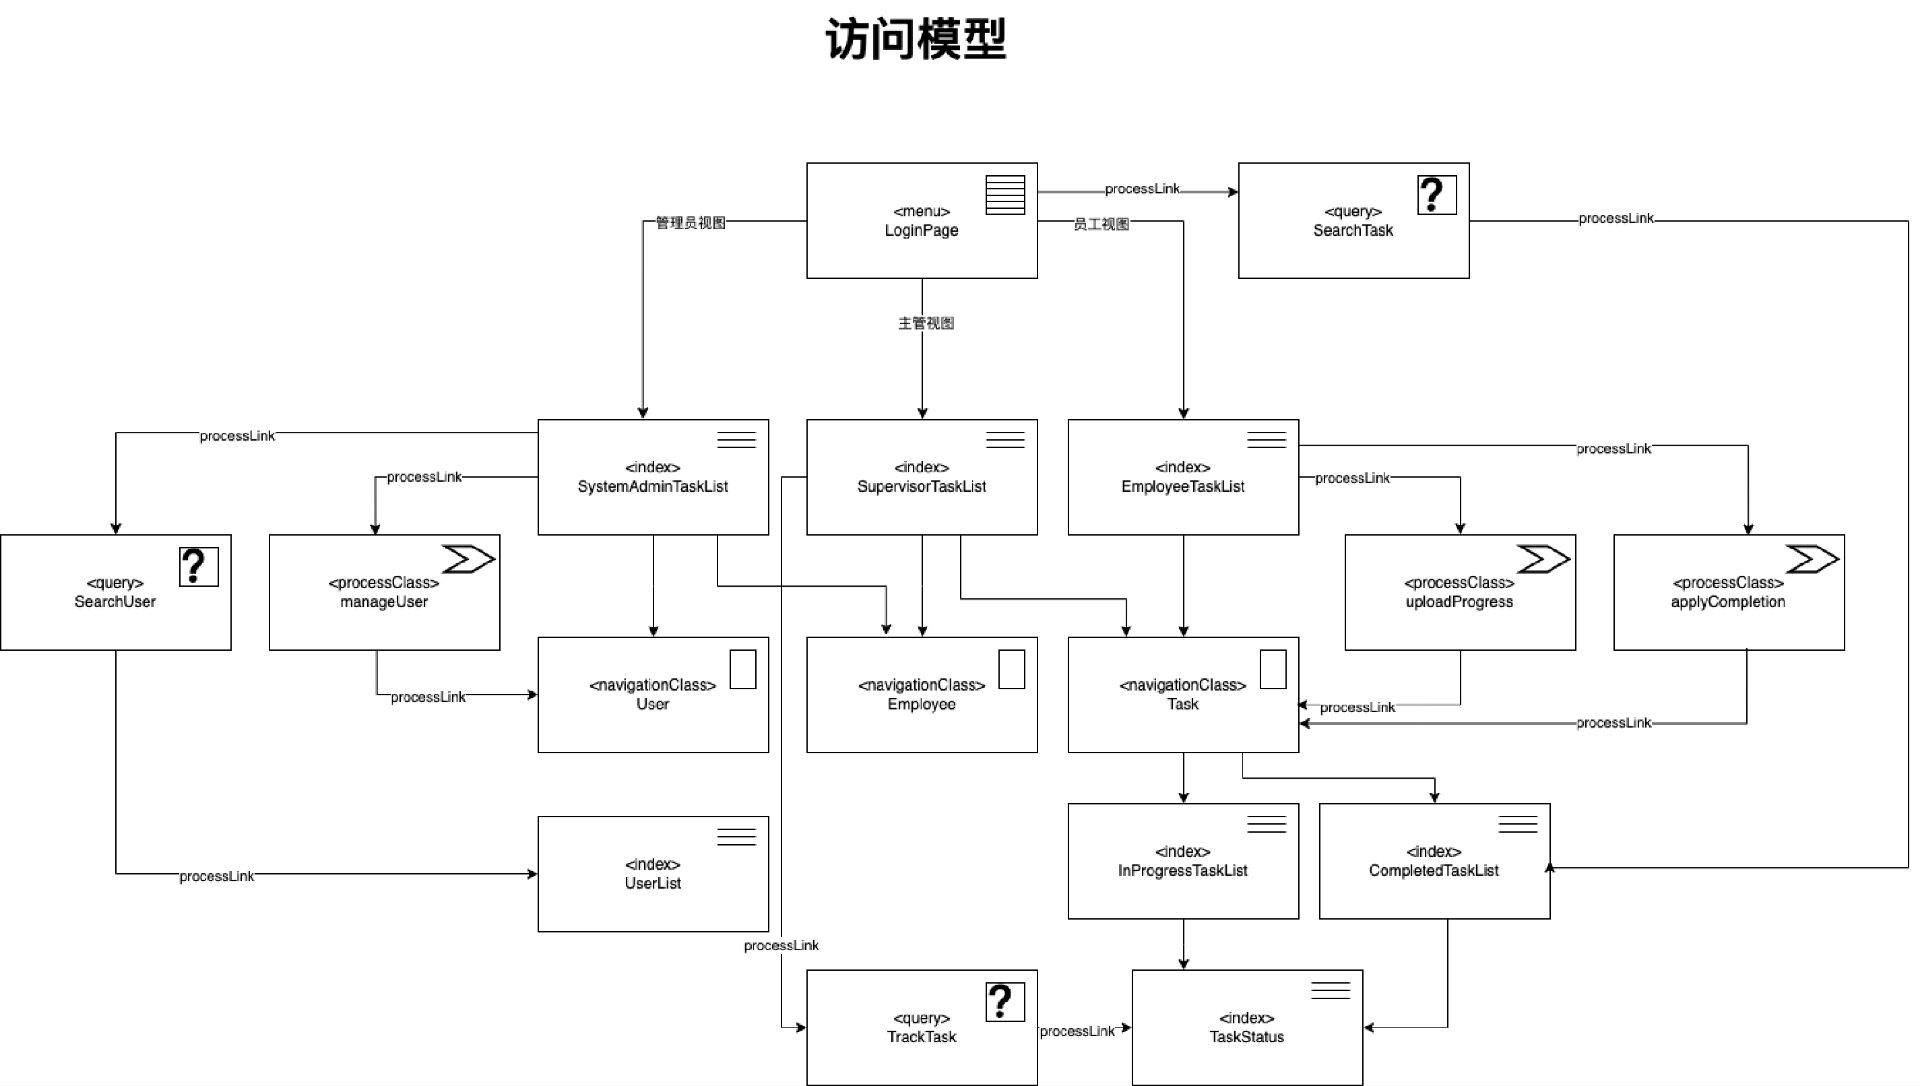 访问模型
<menu>
LoginPage
processLink
<query>
SearchTask
processLink
管理员视图
员工视图
主管视图
processLink
processLink
<index>
SystemAdminTaskList
<index>
SupervisorTaskList
<index>
EmployeeTaskList
processLink
processLink
<query>
SearchUser
<processClass>
manageUser
<processClass>
uploadProgress
<processClass>
applyCompletion
processLink
<navigationClass>
User
<navigationClass>
Employee
<navigationClass>
Task
processLink
processLink
processLink
<index>
UserList
<index>
InProgressTaskList
<index>
CompletedTaskList
processLink
<query>
TrackTask
processLink
<index>
TaskStatus